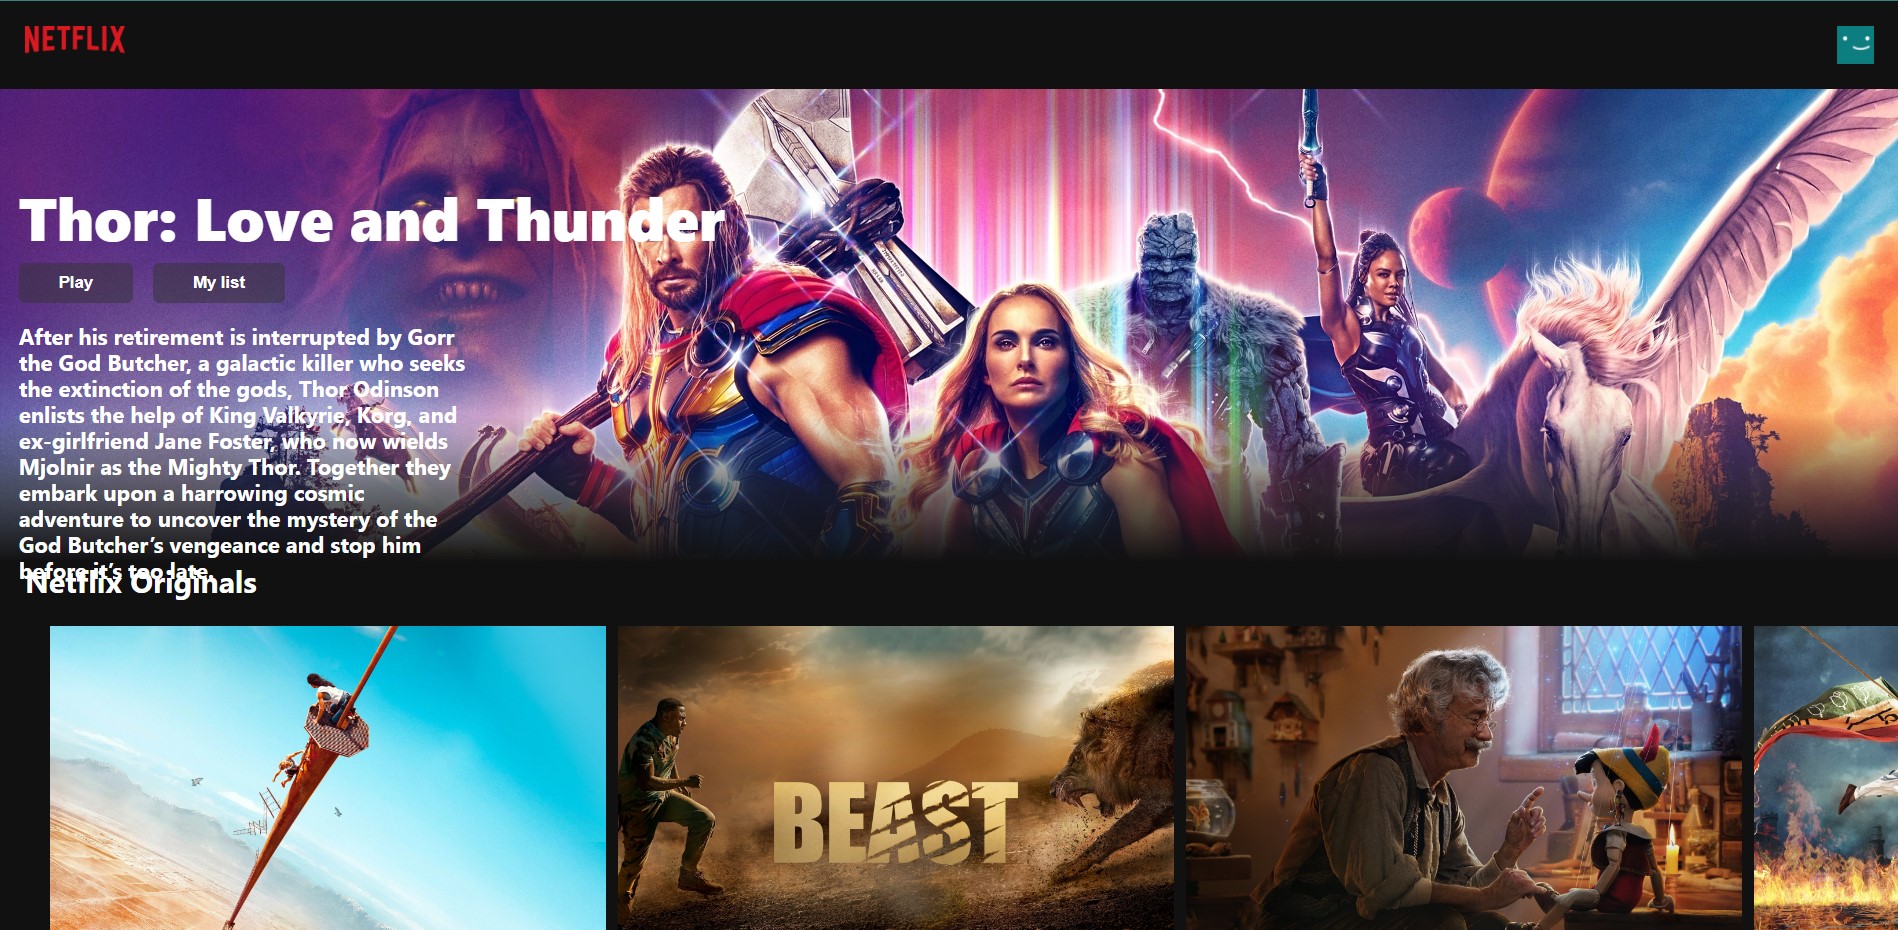 NETFLIX
Thor: Love and Thunder
Play
My list
After his retirement is interrupted by Gorr
the God Butcher, a galactic killer who seeks
the extinction of the gods, Thor Odinson
enlists the help of King Valkyrie, Korg, and
ex-girlfriend Jane Foster, who now wields
Mjolnir as the Mighty Thor. Together they
embark upon a harrowing cosmic
adventure to uncover the mystery of the
God Butcher’s vengeance and stop him
before it’s too late.
Netflix Originals
BEAST